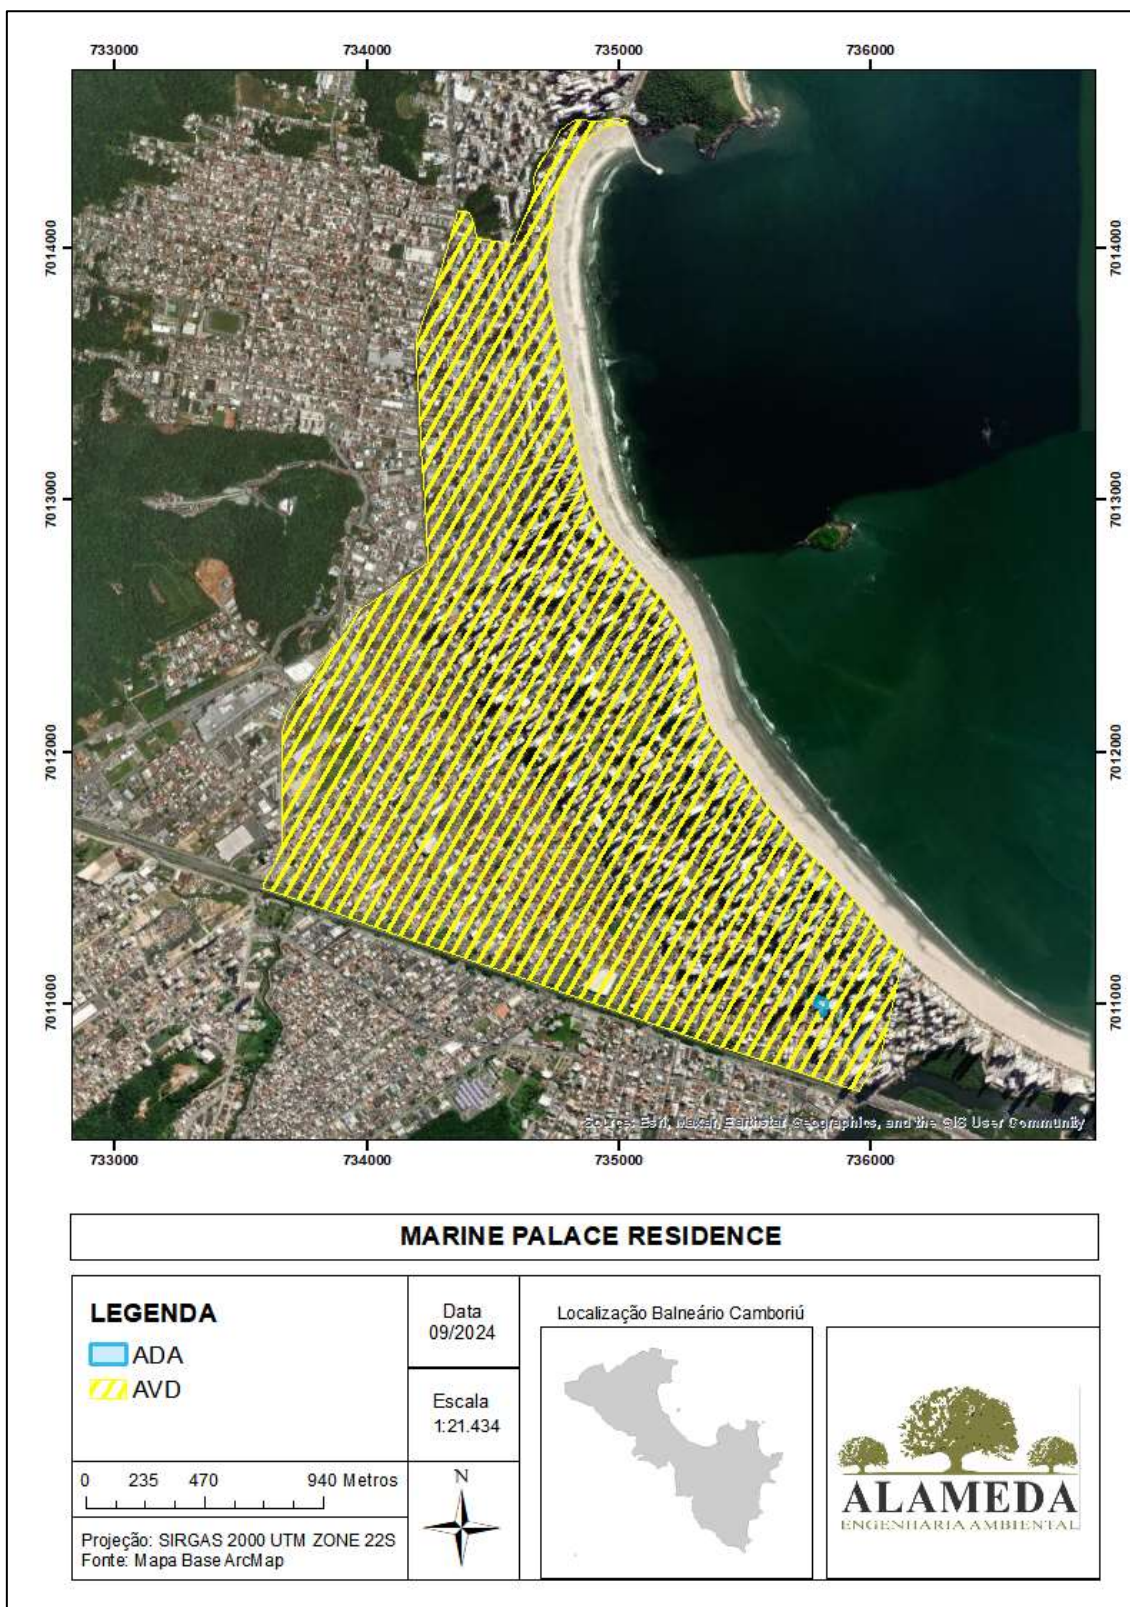 733000 734000 735000 736000
7014000 7014000
7013000 7013000
7012000 7012000
7011000 7011000
Source: Esri, Maxar, Earthstar Geographics, and the GIS User Community
733000 734000 735000 736000
MARINE PALACE RESIDENCE
LEGENDA
ADA
AVD
Data
09/2024
Escala
1:21.434
0 235 470 940 Metros
N
Projeção: SIRGAS 2000 UTM ZONE 22S
Fonte: Mapa Base ArcMap
Localização Balneário Camboriú
ALAMEDA
ENGENHARIA AMBIENTAL